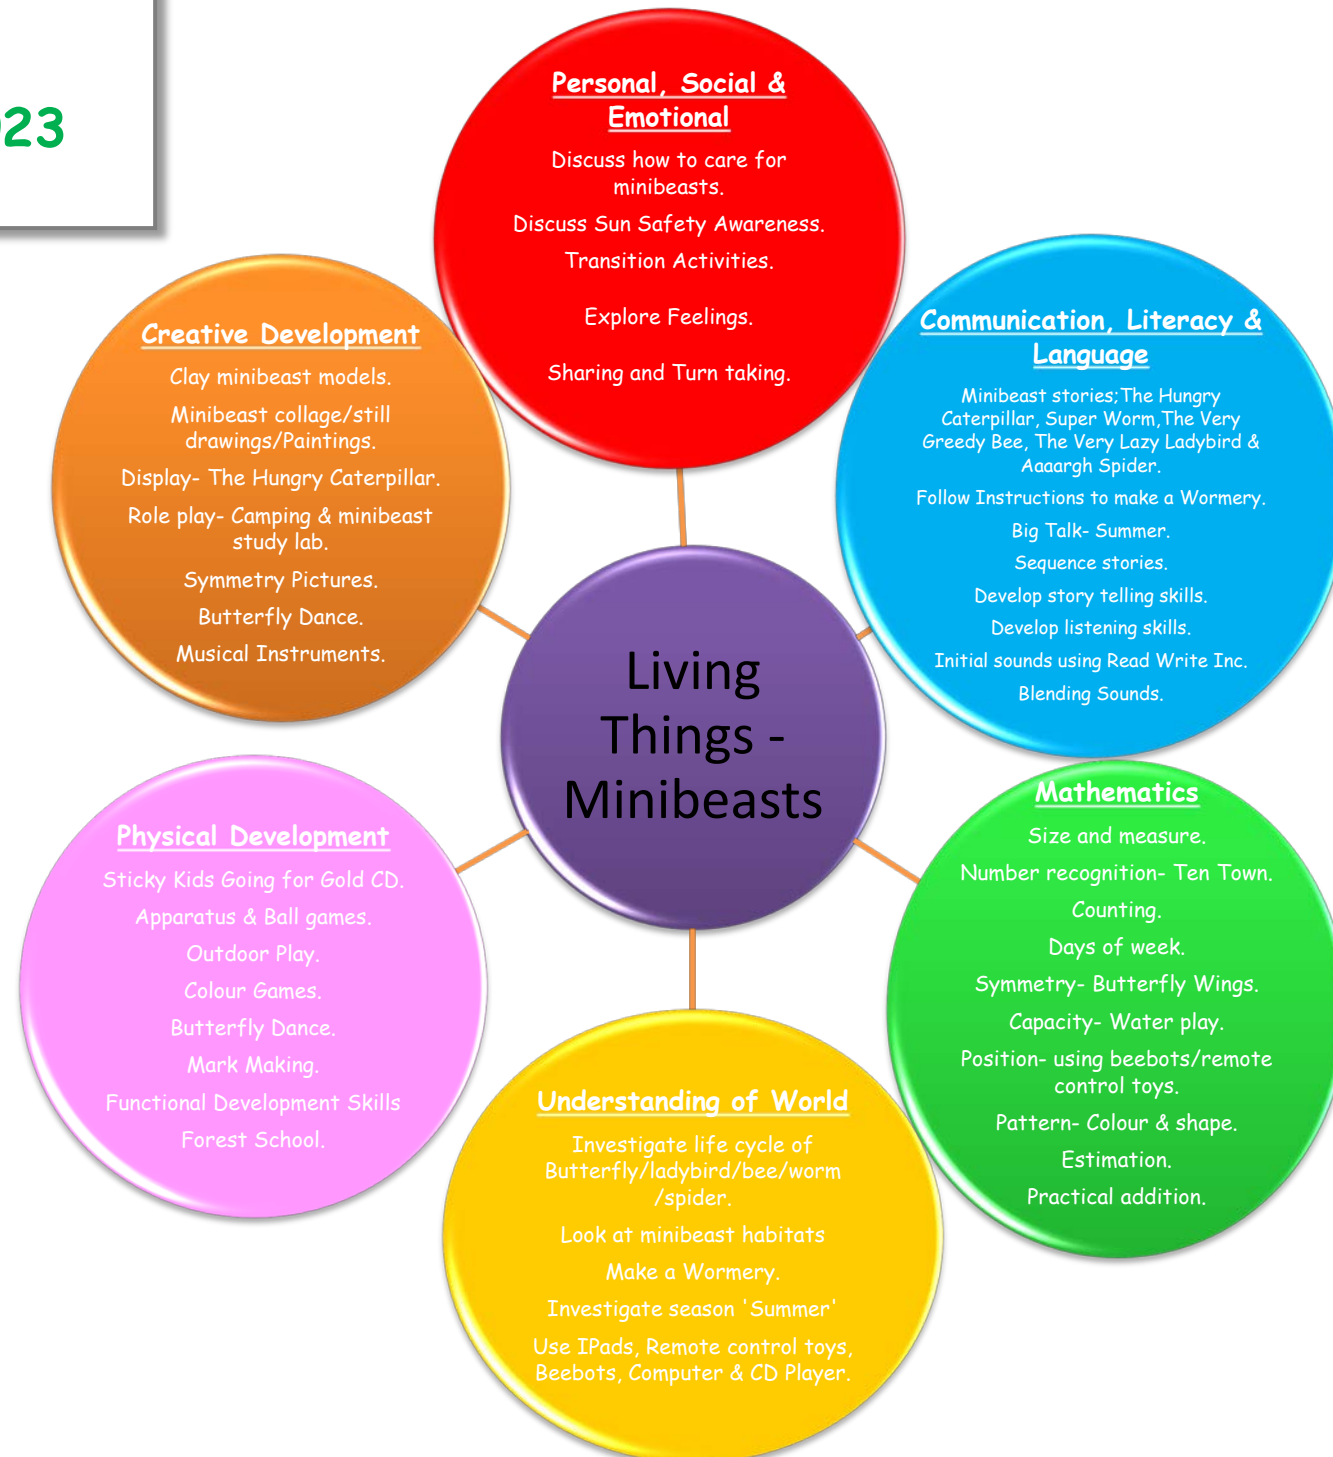 023
Personal, Social &
Emotional
Discuss how to care for
minibeasts.
Discuss Sun Safety Awareness.
Transition Activities.
Explore Feelings.
Sharing and Turn taking.
Communication, Literacy &
Language
Minibeast stories;The Hungry
Caterpillar, Super Worm,The Very
Greedy Bee, The Very Lazy Ladybird &
Aaaargh Spider.
Follow Instructions to make a Wormery.
Big Talk- Summer.
Sequence stories.
Develop story telling skills.
Develop listening skills.
Initial sounds using Read Write Inc.
Blending Sounds.
Mathematics
Size and measure.
Number recognition- Ten Town.
Counting.
Days of week.
Symmetry- Butterfly Wings.
Capacity- Water play.
Position- using beebots/remote
control toys.
Pattern- Colour & shape.
Estimation.
Practical addition.
Understanding of World
Investigate life cycle of
Butterfly/ladybird/bee/worm
/spider.
Look at minibeast habitats
Make a Wormery.
Investigate season 'Summer'
Use IPads, Remote control toys,
Beebots, Computer & CD Player.
Physical Development
Sticky Kids Going for Gold CD.
Apparatus & Ball games.
Outdoor Play.
Colour Games.
Butterfly Dance.
Mark Making.
Functional Development Skills
Forest School.
Creative Development
Clay minibeast models.
Minibeast collage/still
drawings/Paintings.
Display- The Hungry Caterpillar.
Role play- Camping & minibeast
study lab.
Symmetry Pictures.
Butterfly Dance.
Musical Instruments.
Living
Things -
Minibeasts